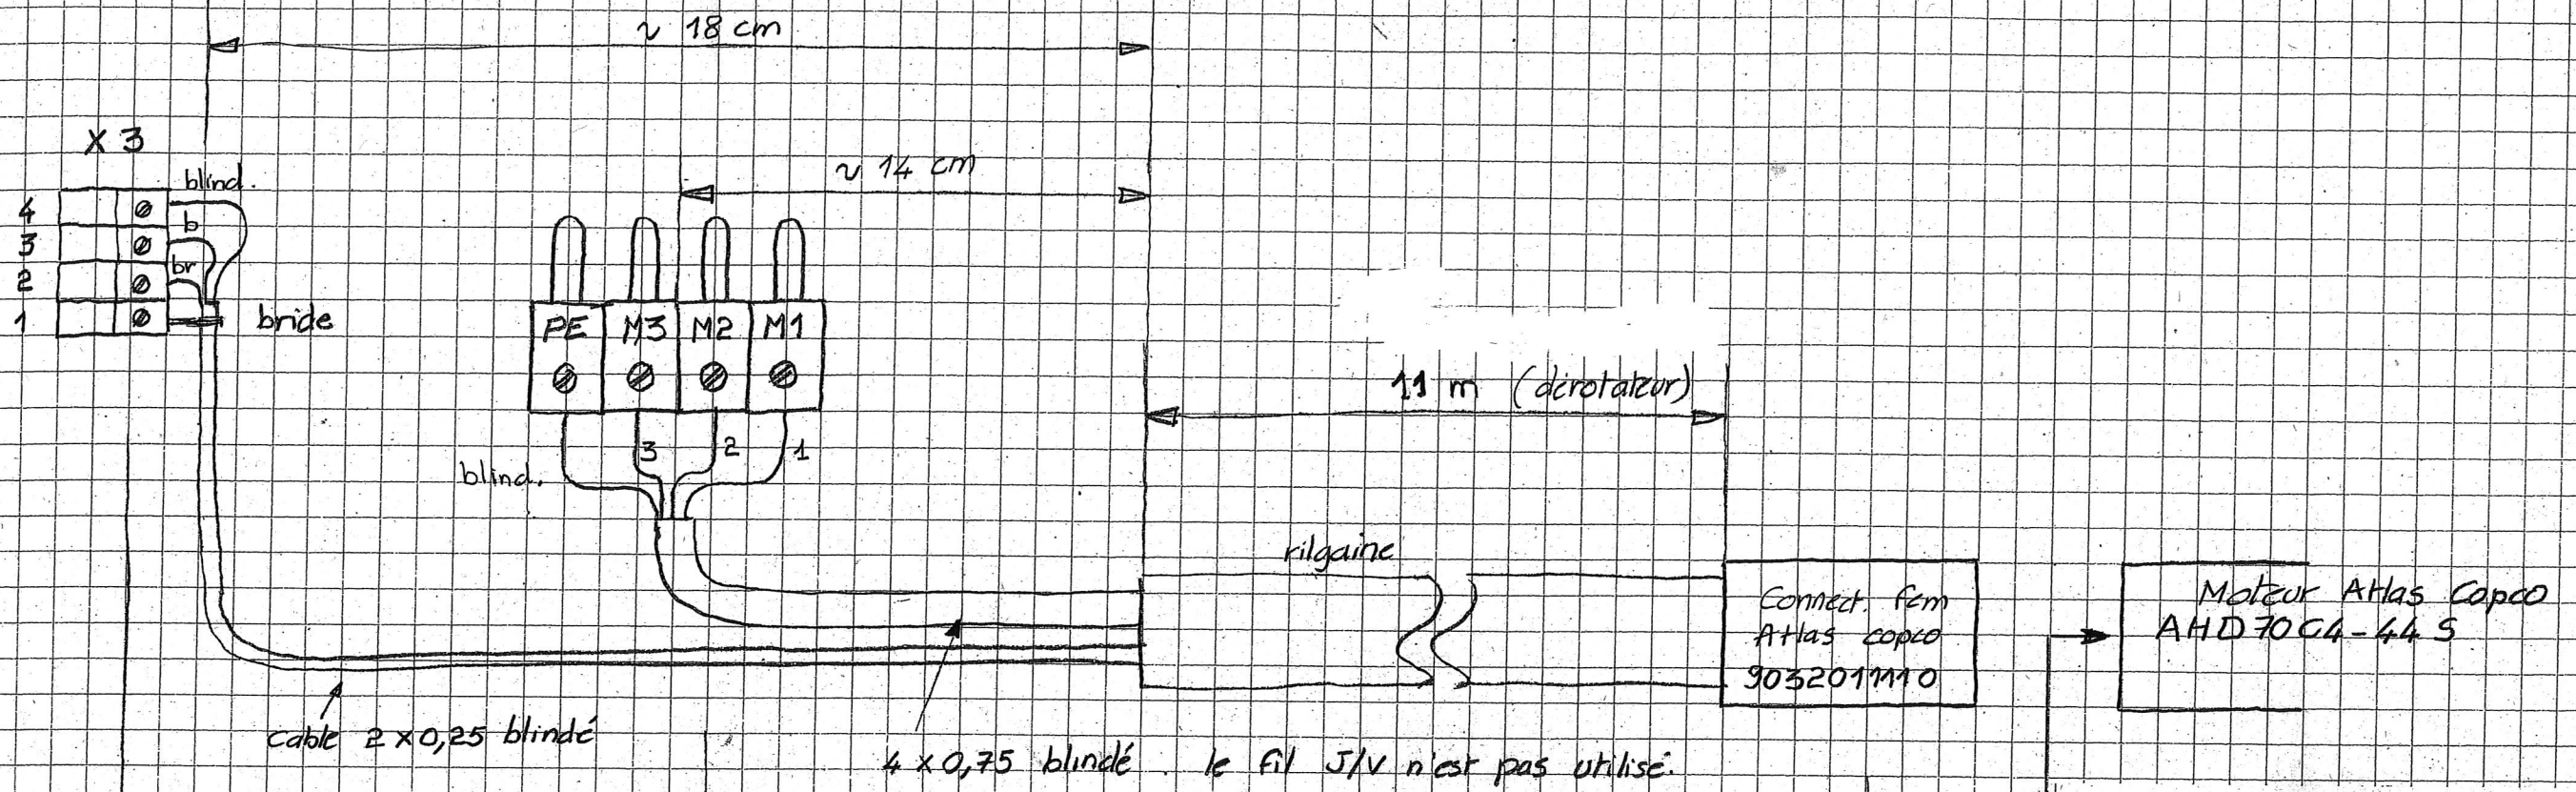 ~ 18 cm
X3
~ 14 cm
blind.
4
b
3
br
2
1
bride
PE M3 M2 M1
11 m (dérotateur)
3 2 1
blind.
rilgaine
Connect. fem
Atlas copco
9032011110
Moteur Atlas Copco
AHD70C4-44 S
cable 2 x 0,25 blindé
4 x 0,75 blindé. le fil J/V n'est pas utilisé.